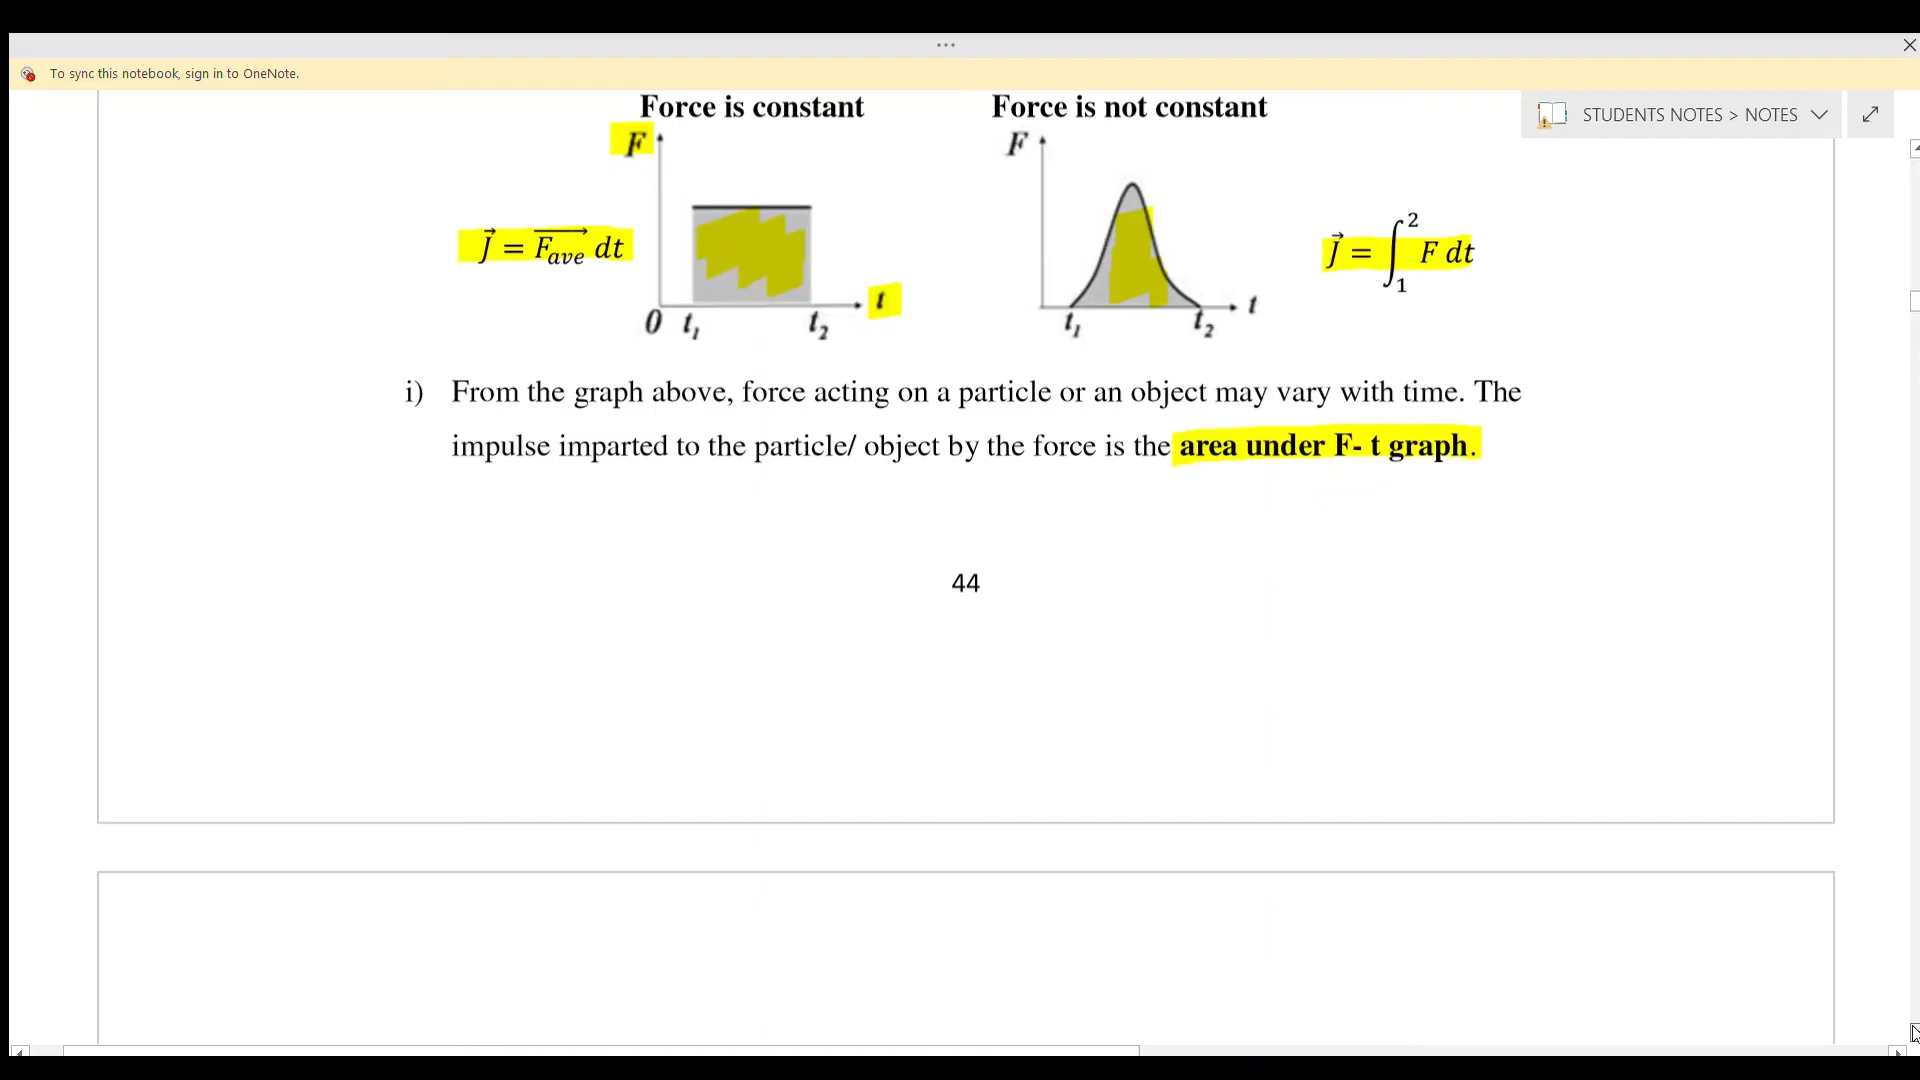 ...
To sync this notebook, sign in to OneNote.
STUDENTS NOTES > NOTES
Force is constant
F
J⃗ = F⃗ave dt
0 t₁ t₂
t
Force is not constant
F
t₁ t₂
t
J⃗ = ∫₁² F dt
i) From the graph above, force acting on a particle or an object may vary with time. The
impulse imparted to the particle/ object by the force is the area under F- t graph.
44